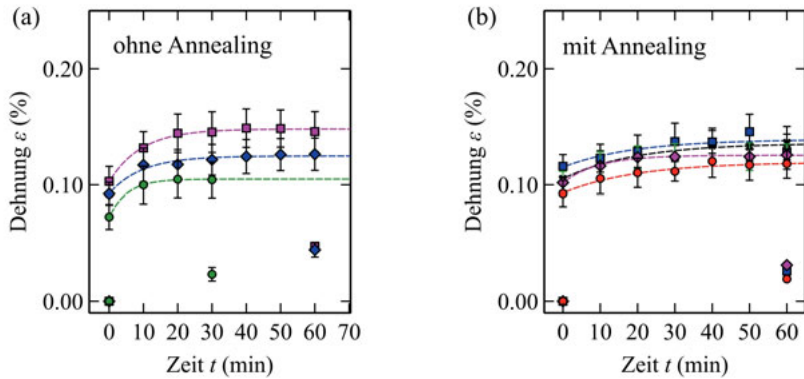 (a)
ohne Annealing
0.20
0.10
0.00
Dehnung ε (%)
0 10 20 30 40 50 60 70
Zeit t (min)
(b)
mit Annealing
0.20
0.10
0.00
Dehnung ε (%)
0 10 20 30 40 50 60
Zeit t (min)